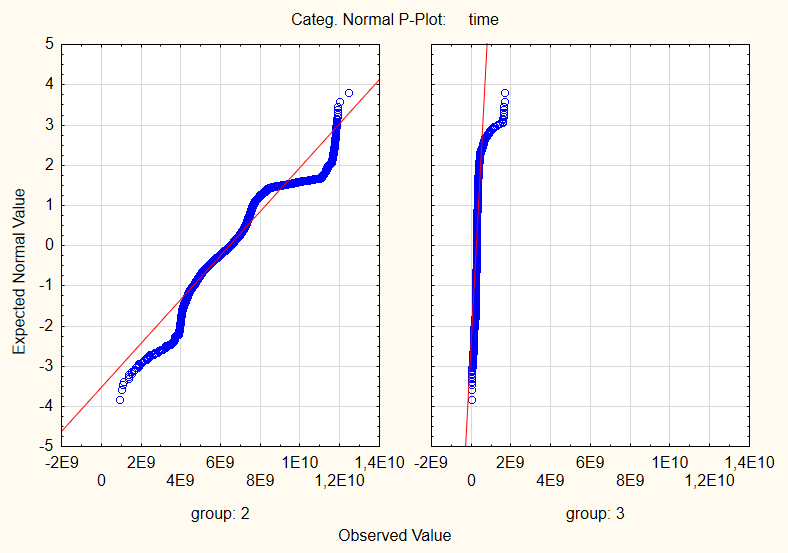 Categ. Normal P-Plot: time
5
4
3
2
1
0
-1
-2
-3
-4
-5
Expected Normal Value
-2E9 2E9 6E9 1E10 1,4E10 -2E9 2E9 6E9 1E10 1,4E10
0 4E9 8E9 1,2E10 0 4E9 8E9 1,2E10
group: 2 group: 3
Observed Value